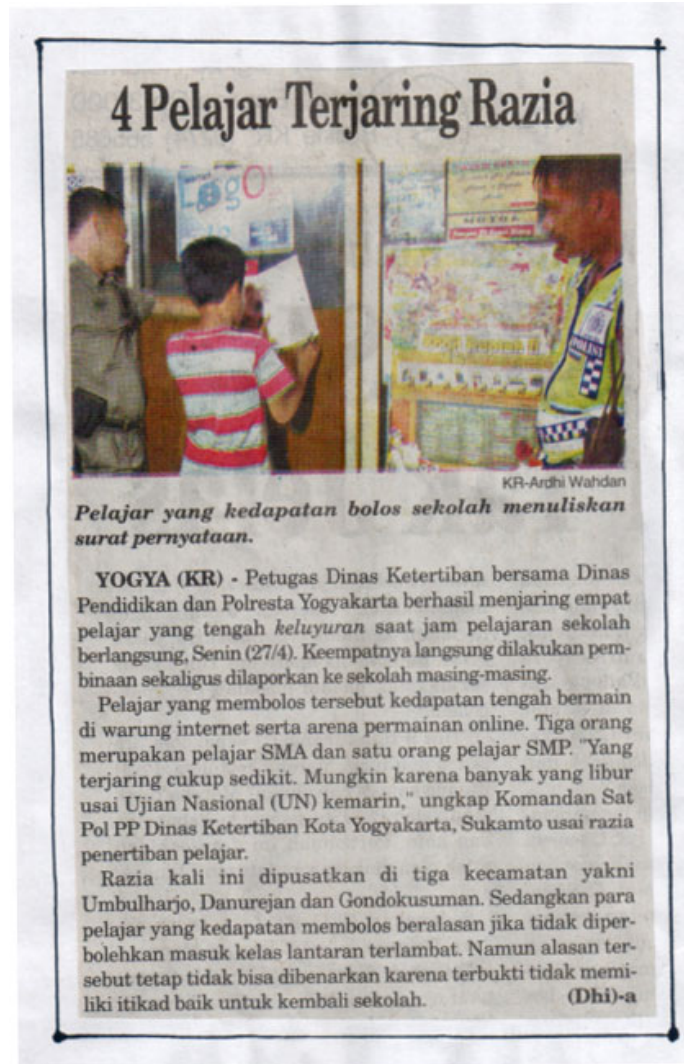 4 Pelajar Terjaring Razia
Logo
POLISI
KR-Ardhi Wahdan
Pelajar yang kedapatan bolos sekolah menuliskan
surat pernyataan.
YOGYA (KR) - Petugas Dinas Ketertiban bersama Dinas
Pendidikan dan Polresta Yogyakarta berhasil menjaring empat
pelajar yang tengah keluyuran saat jam pelajaran sekolah
berlangsung, Senin (27/4). Keempatnya langsung dilakukan pem-
binaan sekaligus dilaporkan ke sekolah masing-masing.
Pelajar yang membolos tersebut kedapatan tengah bermain
di warung internet serta arena permainan online. Tiga orang
merupakan pelajar SMA dan satu orang pelajar SMP. "Yang
terjaring cukup sedikit. Mungkin karena banyak yang libur
usai Ujian Nasional (UN) kemarin," ungkap Komandan Sat
Pol PP Dinas Ketertiban Kota Yogyakarta, Sukamto usai razia
penertiban pelajar.
Razia kali ini dipusatkan di tiga kecamatan yakni
Umbulharjo, Danurejan dan Gondokusuman. Sedangkan para
pelajar yang kedapatan membolos beralasan jika tidak diper-
bolehkan masuk kelas lantaran terlambat. Namun alasan ter-
sebut tetap tidak bisa dibenarkan karena terbukti tidak memi-
liki itikad baik untuk kembali sekolah. (Dhi)-a